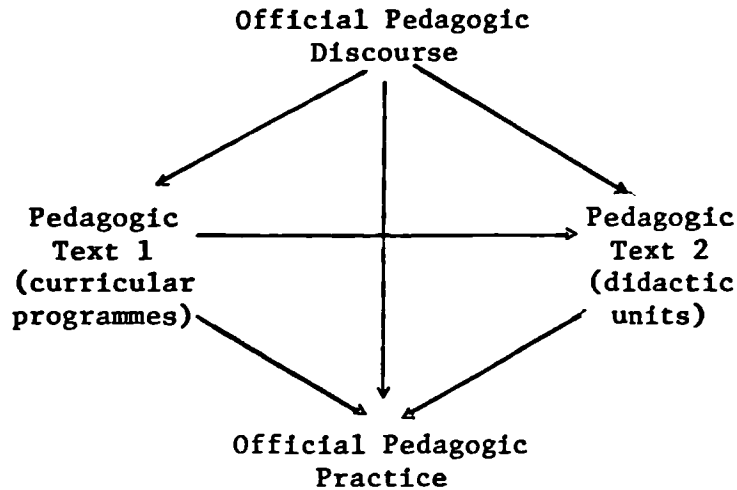 Official Pedagogic
Discourse
Pedagogic
Text 1
(curricular
programmes)
Pedagogic
Text 2
(didactic
units)
Official Pedagogic
Practice